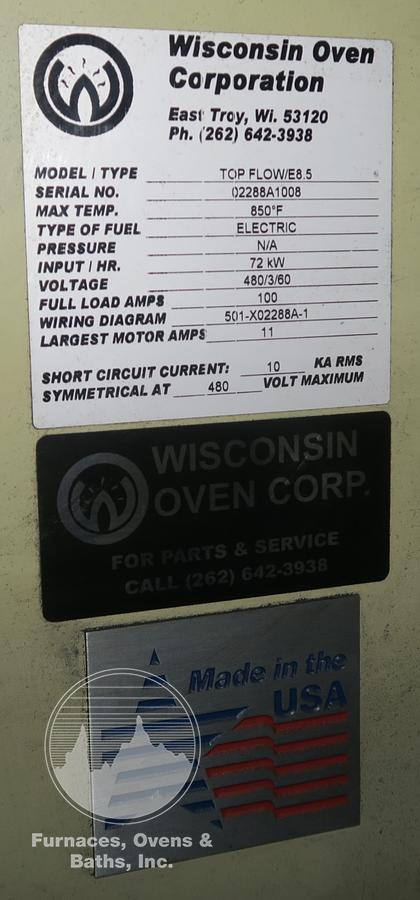 Wisconsin Oven
Corporation
East Troy, Wi. 53120
Ph. (262) 642-3938
MODEL / TYPE TOP FLOW/E8.5
SERIAL NO. 02288A1008
MAX TEMP. 850°F
TYPE OF FUEL ELECTRIC
PRESSURE N/A
INPUT / HR. 72 kW
VOLTAGE 480/3/60
FULL LOAD AMPS 100
WIRING DIAGRAM 501-X02288A-1
LARGEST MOTOR AMPS 11
SHORT CIRCUIT CURRENT: 10 KA RMS
SYMMETRICAL AT 480 VOLT MAXIMUM
WISCONSIN
OVEN CORP.
FOR PARTS & SERVICE
CALL (262) 642-3938
Made in the
USA
Furnaces, Ovens &
Baths, Inc.